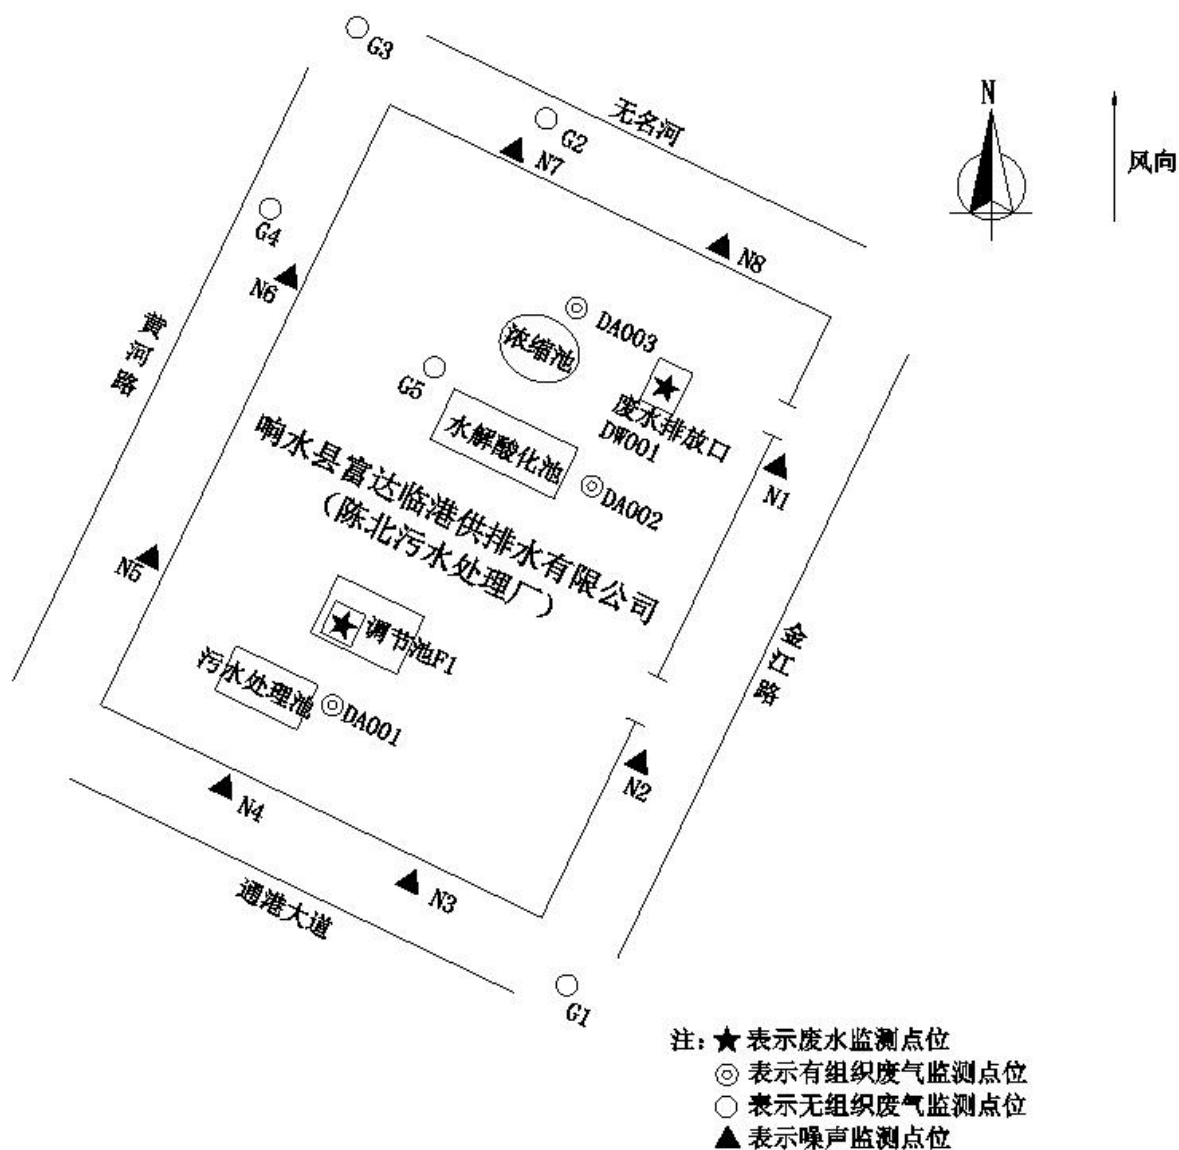 G3
无名河
G2
N7
N
风向
G4
N6
N8
黄河路
DA003
浓缩池
G5
废水排放口
DW001
水解酸化池
N1
DA002
响水县富达临港供排水有限公司
（陈北污水处理厂）
N5
调节池F1
金江路
污水处理池
DA001
N2
N4
N3
通港大道
G1
注：★表示废水监测点位
◎表示有组织废气监测点位
○表示无组织废气监测点位
▲表示噪声监测点位